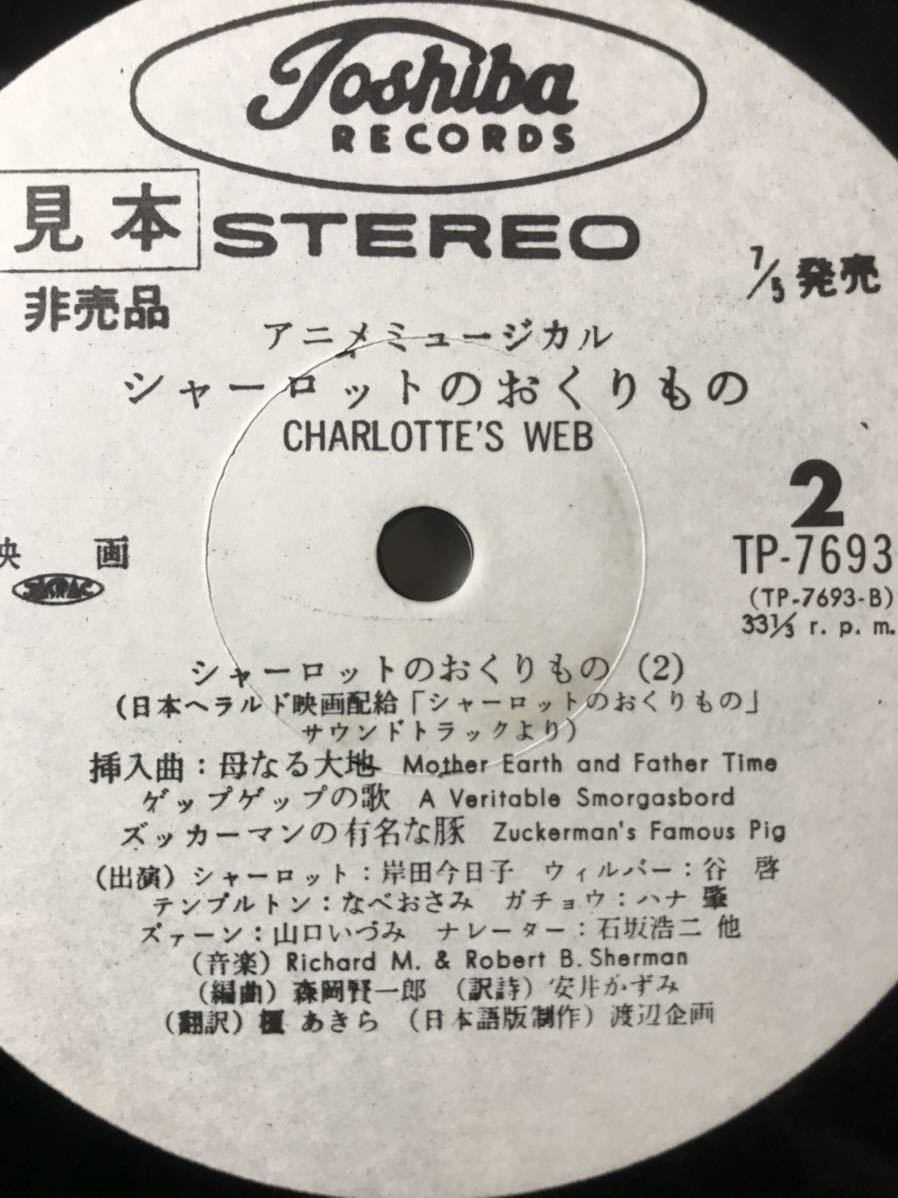 Toshiba
RECORDS
見本
STEREO
非売品
7/5 発売
アニメミュージカル
シャーロットのおくりもの
CHARLOTTE'S WEB
2
映 画
TP-7693
(TP-7693-B)
33 1/3 r. p. m.
シャーロットのおくりもの (2)
(日本ヘラルド映画配給「シャーロットのおくりもの」
サウンドトラックより)
挿入曲：母なる大地 Mother Earth and Father Time
ゲップゲップの歌 A Veritable Smorgasbord
ズッカーマンの有名な豚 Zuckerman's Famous Pig
(出演) シャーロット：岸田今日子 ウィルバー：谷 啓
テンプルトン：なべおさみ ガチョウ：ハナ肇
ズァーン：山口いづみ ナレーター：石坂浩二 他
(音楽) Richard M. & Robert B. Sherman
(編曲) 森岡賢一郎 (訳詩) 安井かずみ
(翻訳) あきら (日本語版制作) 渡辺企画